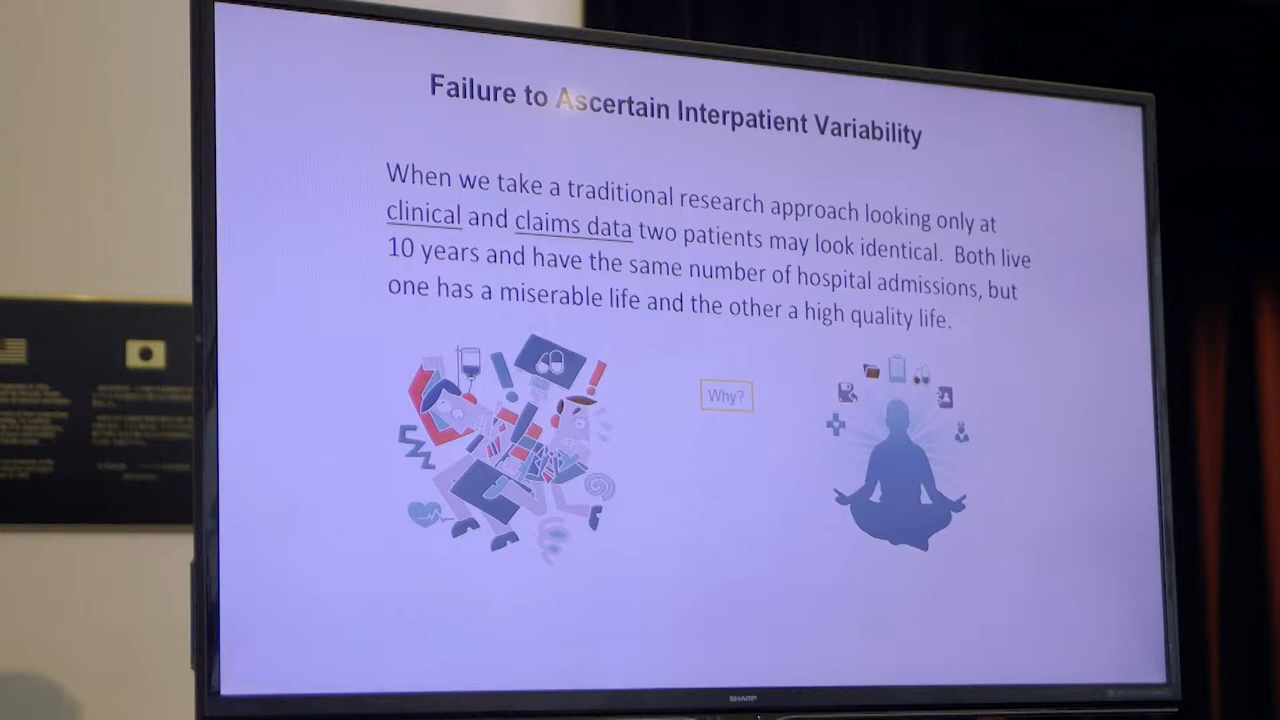 Failure to Ascertain Interpatient Variability
When we take a traditional research approach looking only at
clinical and claims data two patients may look identical. Both live
10 years and have the same number of hospital admissions, but
one has a miserable life and the other a high quality life.
Why?
SHARP